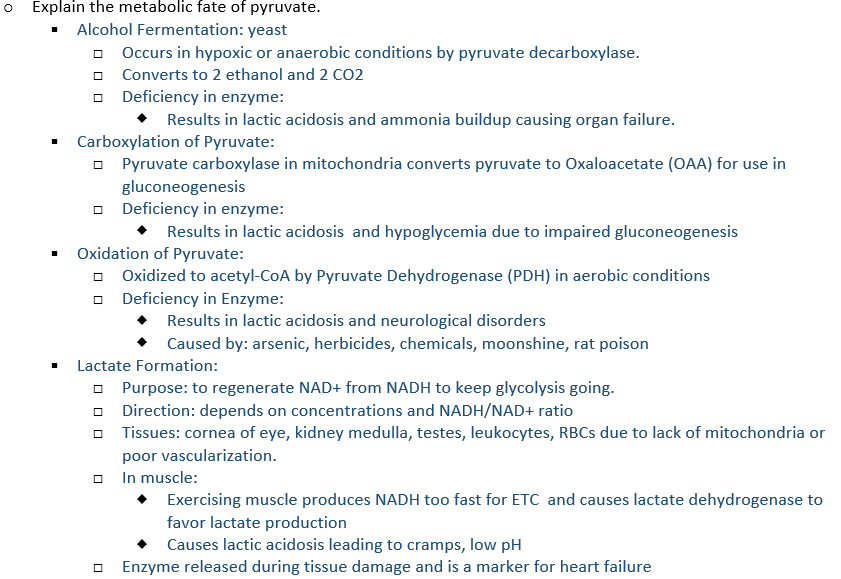 Explain the metabolic fate of pyruvate.
Alcohol Fermentation: yeast
Occurs in hypoxic or anaerobic conditions by pyruvate decarboxylase.
Converts to 2 ethanol and 2 CO2
Deficiency in enzyme:
Results in lactic acidosis and ammonia buildup causing organ failure.
Carboxylation of Pyruvate:
Pyruvate carboxylase in mitochondria converts pyruvate to Oxaloacetate (OAA) for use in
gluconeogenesis
Deficiency in enzyme:
Results in lactic acidosis  and hypoglycemia due to impaired gluconeogenesis
Oxidation of Pyruvate:
Oxidized to acetyl-CoA by Pyruvate Dehydrogenase (PDH) in aerobic conditions
Deficiency in Enzyme:
Results in lactic acidosis and neurological disorders
Caused by: arsenic, herbicides, chemicals, moonshine, rat poison
Lactate Formation:
Purpose: to regenerate NAD+ from NADH to keep glycolysis going.
Direction: depends on concentrations and NADH/NAD+ ratio
Tissues: cornea of eye, kidney medulla, testes, leukocytes, RBCs due to lack of mitochondria or
poor vascularization.
In muscle:
Exercising muscle produces NADH too fast for ETC  and causes lactate dehydrogenase to
favor lactate production
Causes lactic acidosis leading to cramps, low pH
Enzyme released during tissue damage and is a marker for heart failure